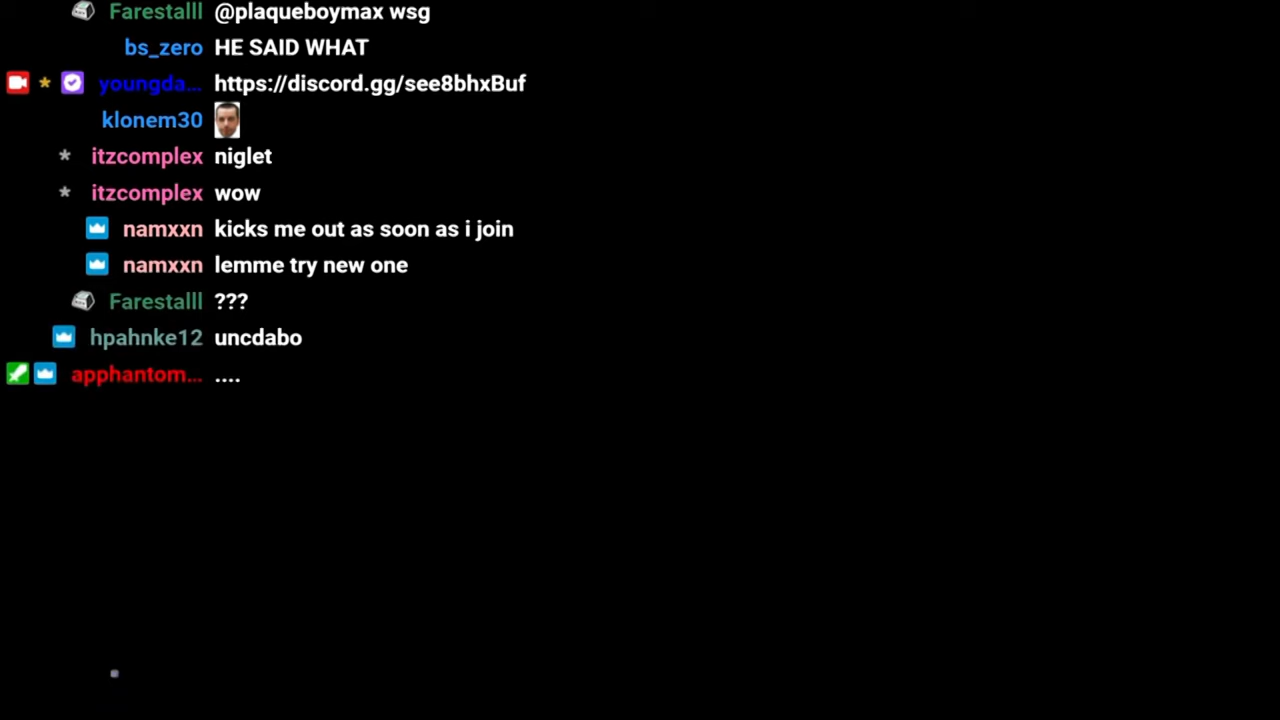 Farestalll @plaqueboymax wsg
bs_zero HE SAID WHAT
youngda... https://discord.gg/see8bhxBuf
klonem30
itzcomplex niglet
itzcomplex wow
namxxn kicks me out as soon as i join
namxxn lemme try new one
Farestalll ???
hpahnke12 uncdabo
apphantom... ....